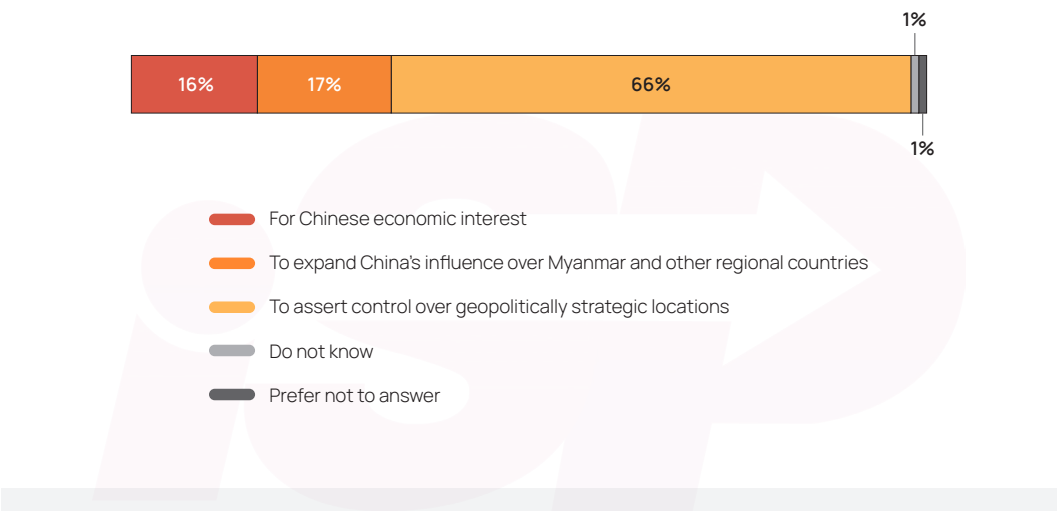 1%
16%
17%
66%
1%
For Chinese economic interest
To expand China's influence over Myanmar and other regional countries
To assert control over geopolitically strategic locations
Do not know
Prefer not to answer
iSP